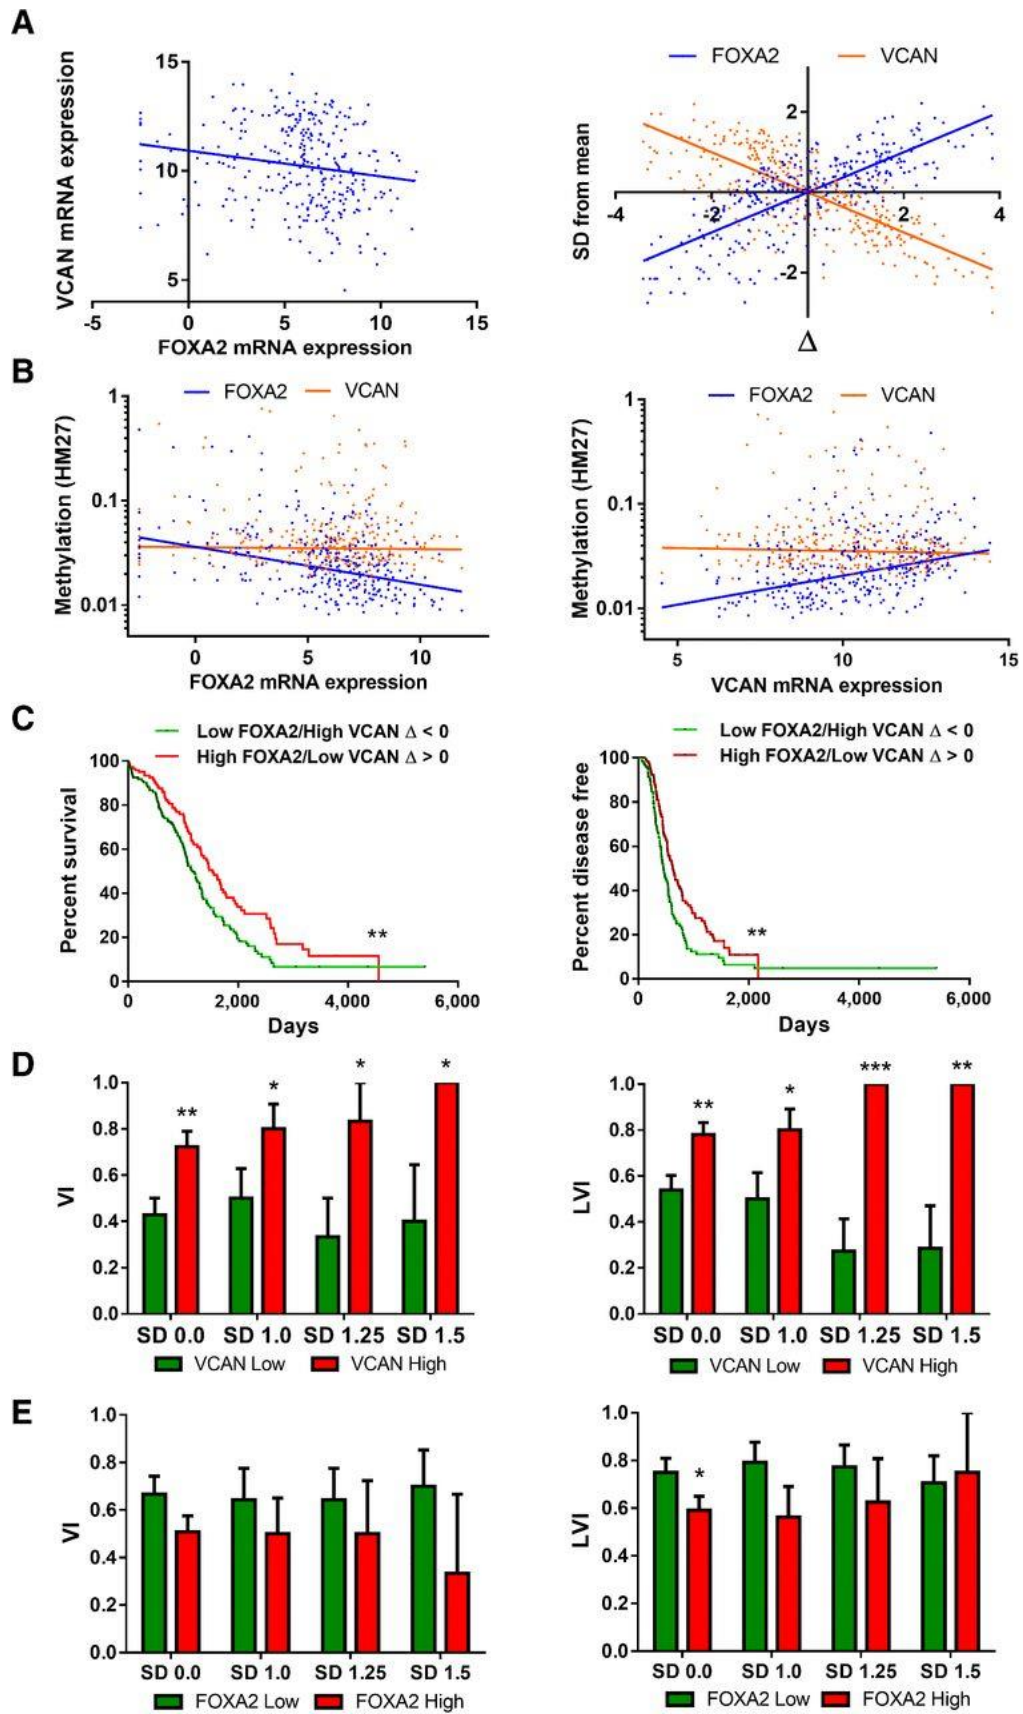 A
VCAN mRNA expression
15
10
5
-5 0 5 10 15
FOXA2 mRNA expression
FOXA2 VCAN
SD from mean
2
-4 -2 2 4
-2
Δ
B
FOXA2 VCAN
Methylation (HM27)
1
0.1
0.01
0 5 10
FOXA2 mRNA expression
FOXA2 VCAN
Methylation (HM27)
1
0.1
0.01
5 10 15
VCAN mRNA expression
C
Low FOXA2/High VCAN Δ < 0
High FOXA2/Low VCAN Δ > 0
Percent survival
100
80
60
40
20
0
**
0 2,000 4,000 6,000
Days
Low FOXA2/High VCAN Δ < 0
High FOXA2/Low VCAN Δ > 0
Percent disease free
100
80
60
40
20
0
**
0 2,000 4,000 6,000
Days
D
VI
1.0
0.8
0.6
0.4
0.2
0.0
** * * *
SD 0.0 SD 1.0 SD 1.25 SD 1.5
VCAN Low VCAN High
LVI
1.0
0.8
0.6
0.4
0.2
0.0
** * *** **
SD 0.0 SD 1.0 SD 1.25 SD 1.5
VCAN Low VCAN High
E
VI
1.0
0.8
0.6
0.4
0.2
0.0
SD 0.0 SD 1.0 SD 1.25 SD 1.5
FOXA2 Low FOXA2 High
LVI
1.0
0.8
0.6
0.4
0.2
0.0
*
SD 0.0 SD 1.0 SD 1.25 SD 1.5
FOXA2 Low FOXA2 High